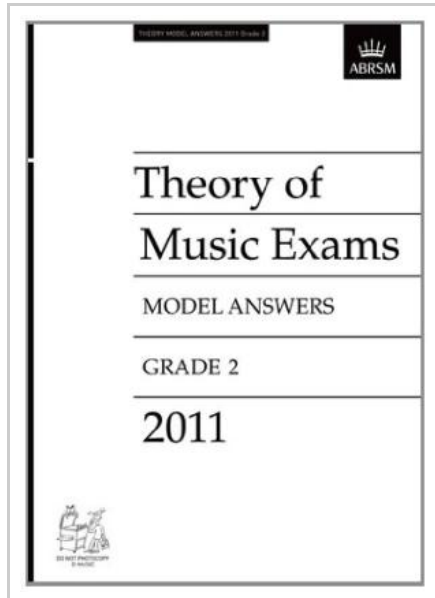 THEORY MODEL ANSWERS 2011 Grade 2
ABRSM
Theory of
Music Exams
MODEL ANSWERS
GRADE 2
2011
DO NOT PHOTOCOPY
© MUSIC